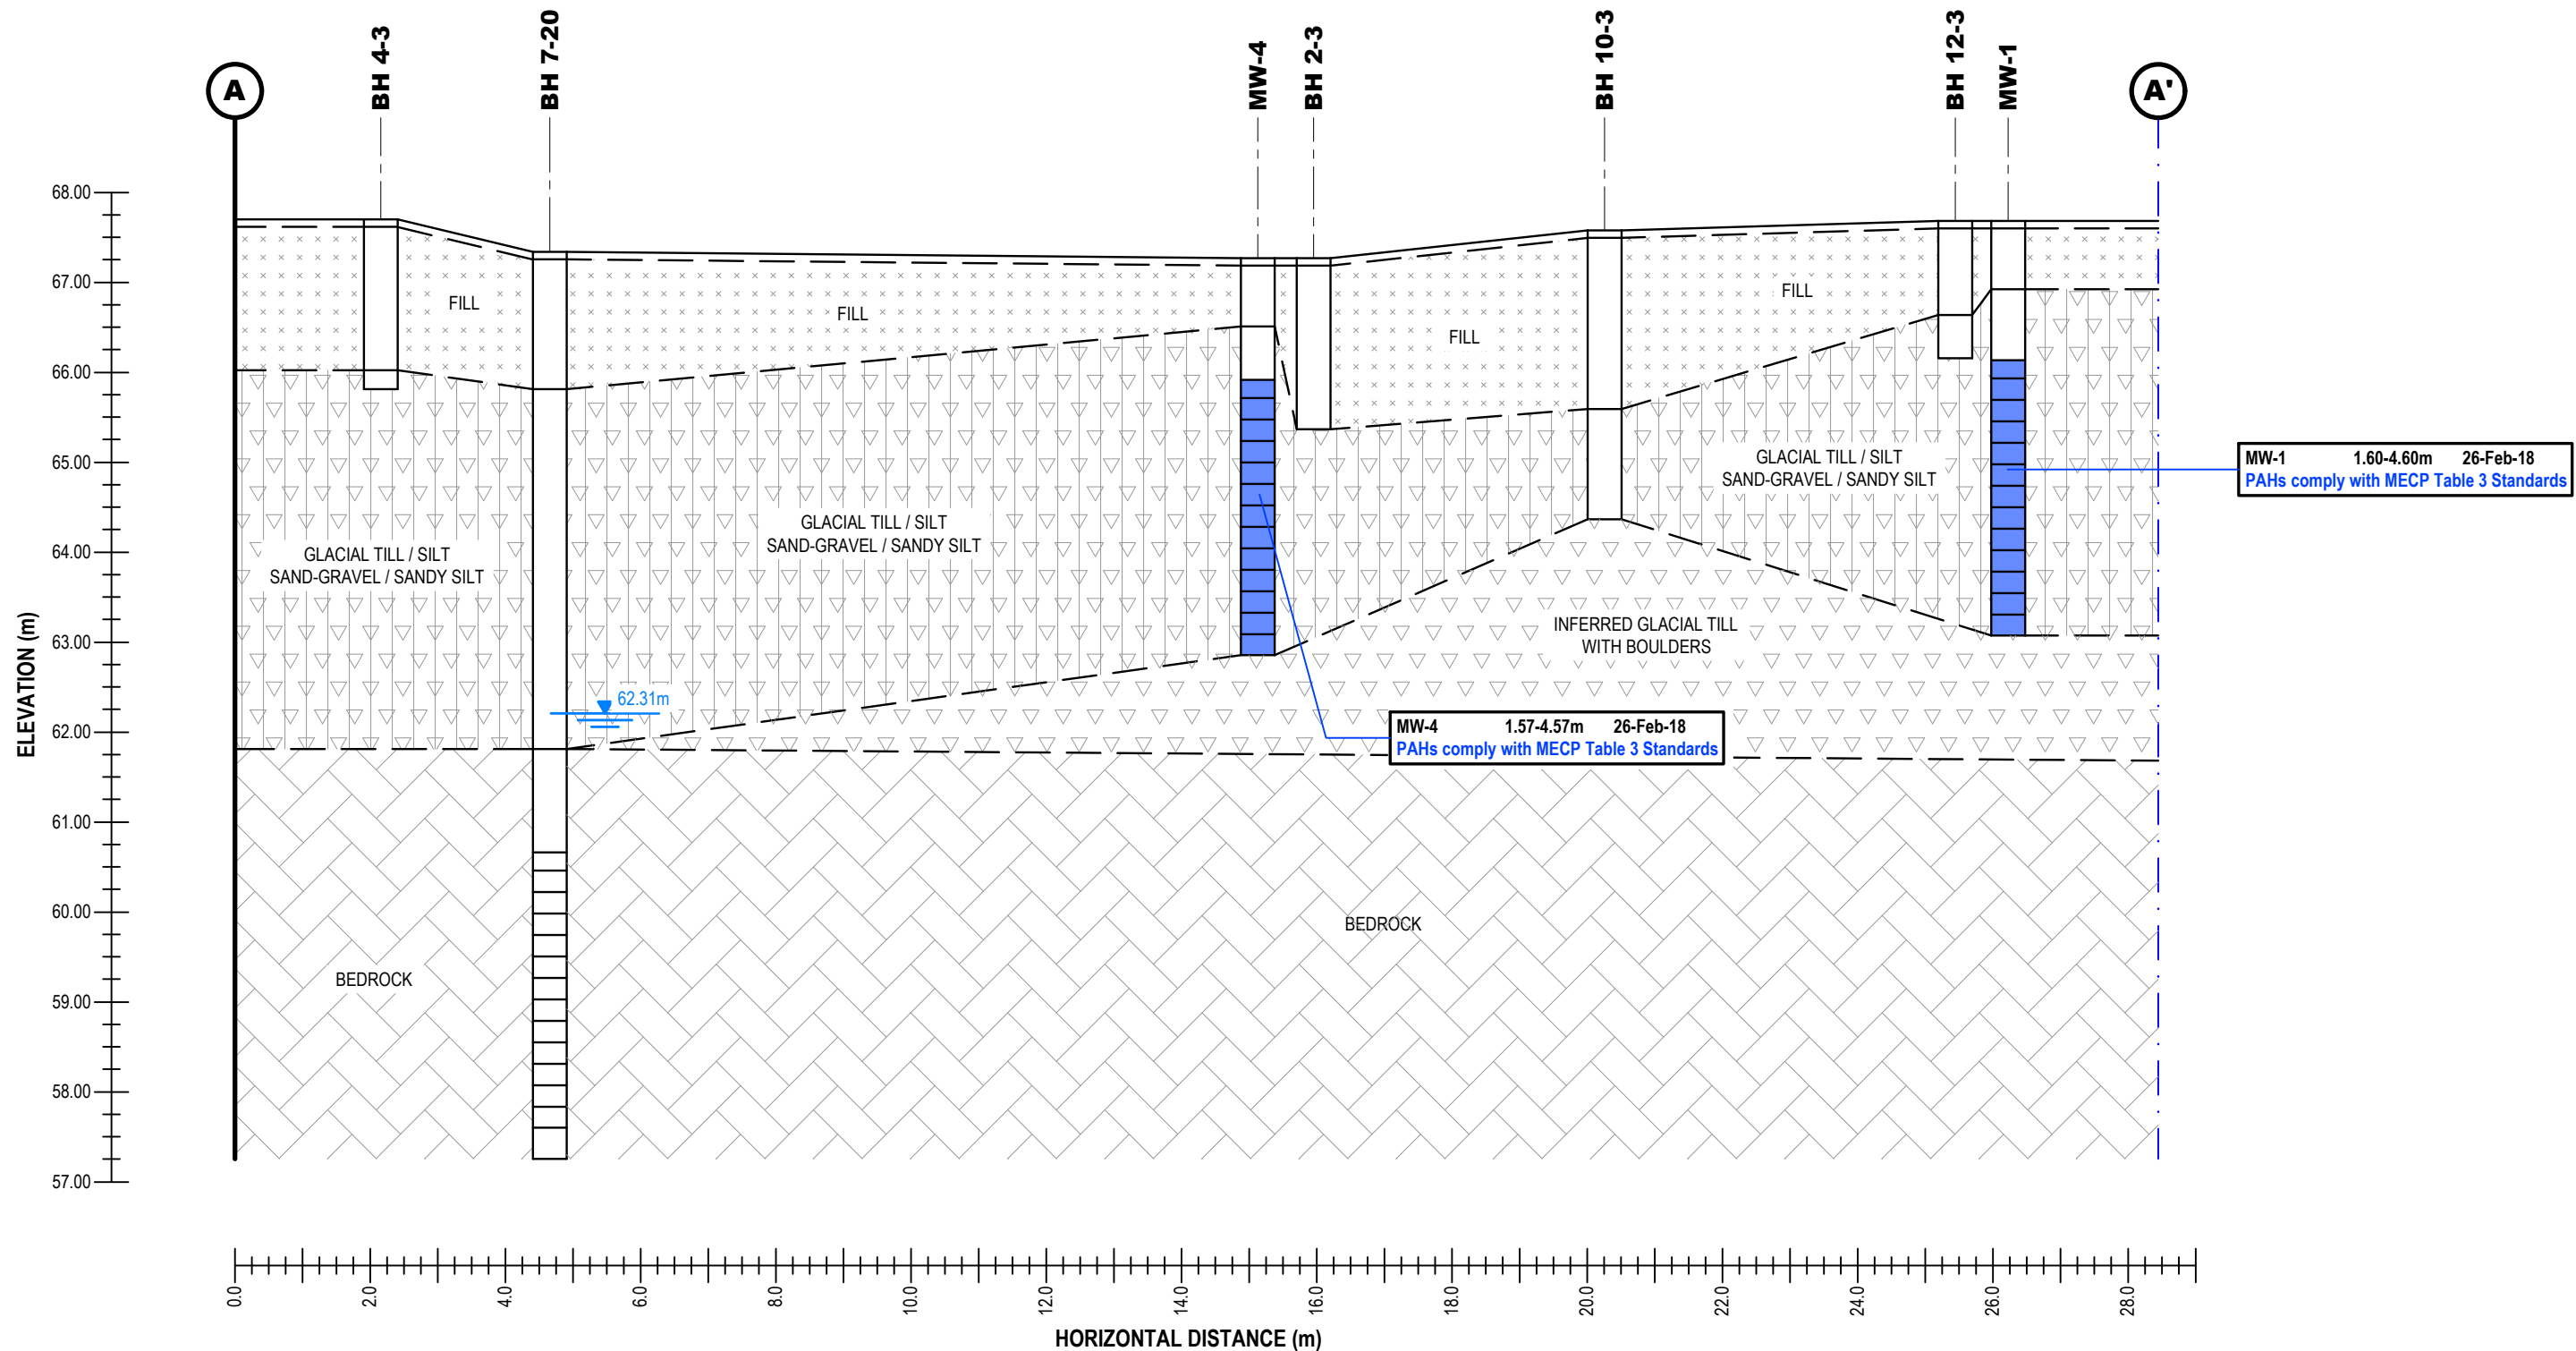 A
BH 4-3
BH 7-20
MW-4
BH 2-3
BH 10-3
BH 12-3
MW-1
A'
68.00
67.00
66.00
65.00
64.00
63.00
62.00
61.00
60.00
59.00
58.00
57.00
ELEVATION (m)
FILL
FILL
FILL
FILL
GLACIAL TILL / SILT
SAND-GRAVEL / SANDY SILT
GLACIAL TILL / SILT
SAND-GRAVEL / SANDY SILT
GLACIAL TILL / SILT
SAND-GRAVEL / SANDY SILT
MW-1 1.60-4.60m 26-Feb-18
PAHs comply with MECP Table 3 Standards
INFERRED GLACIAL TILL
WITH BOULDERS
62.31m
MW-4 1.57-4.57m 26-Feb-18
PAHs comply with MECP Table 3 Standards
BEDROCK
BEDROCK
0.0
2.0
4.0
6.0
8.0
10.0
12.0
14.0
16.0
18.0
20.0
22.0
24.0
26.0
28.0
HORIZONTAL DISTANCE (m)